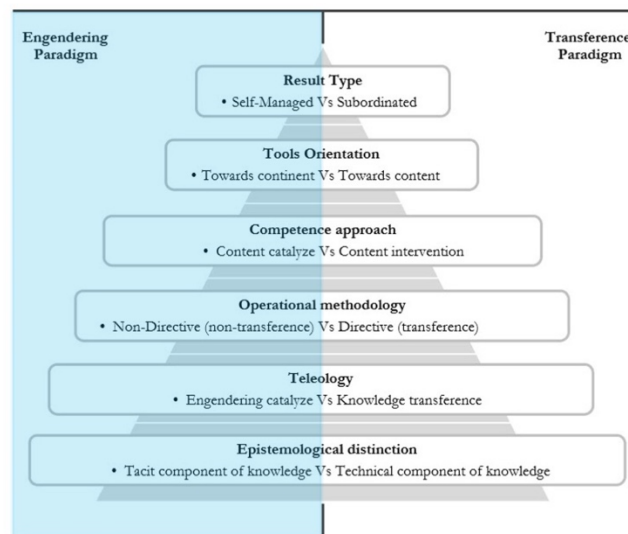 Engendering
Paradigm
Transference
Paradigm
Result Type
• Self-Managed Vs Subordinated
Tools Orientation
• Towards continent Vs Towards content
Competence approach
• Content catalyze Vs Content intervention
Operational methodology
• Non-Directive (non-transference) Vs Directive (transference)
Teleology
• Engendering catalyze Vs Knowledge transference
Epistemological distinction
• Tacit component of knowledge Vs Technical component of knowledge